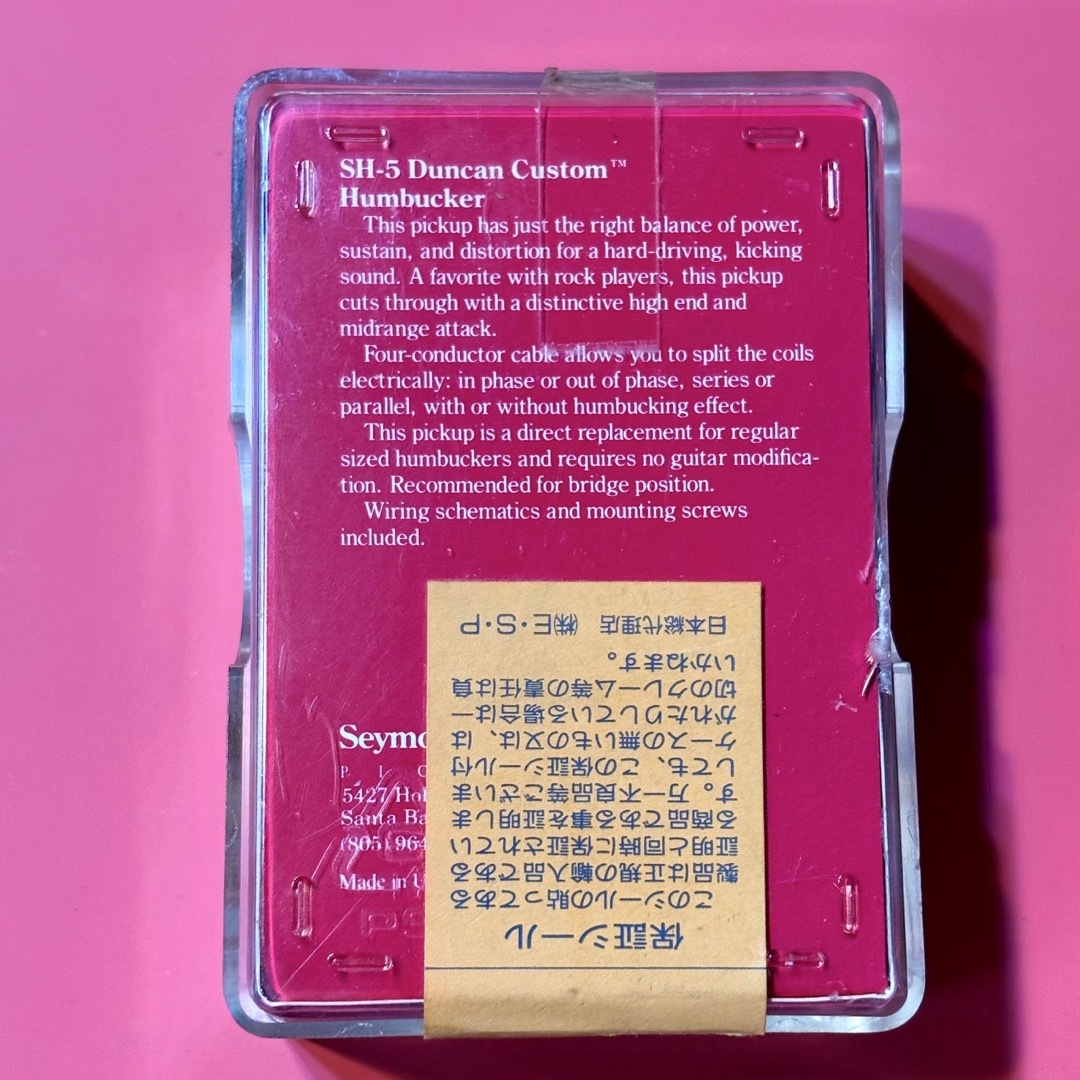 SH-5 Duncan Custom™
Humbucker
This pickup has just the right balance of power,
sustain, and distortion for a hard-driving, kicking
sound. A favorite with rock players, this pickup
cuts through with a distinctive high end and
midrange attack.
Four-conductor cable allows you to split the coils
electrically: in phase or out of phase, series or
parallel, with or without humbucking effect.
This pickup is a direct replacement for regular
sized humbuckers and requires no guitar modifica-
tion. Recommended for bridge position.
Wiring schematics and mounting screws
included.
Seymo
P I C
5427 Hol
Santa Ba
(805) 964
Made in U
保証シール
このシールの貼ってある
製品は正規の輸入品である
証明と同時に保証されてい
る商品である事を証明しま
す。万一不良品等ございま
しても、この保証シール付
ケースの無いもの又は、は
がれたりしている場合は一
切のクレーム等の責任は負
いかねます。
日本総代理店 ㈱E・S・P